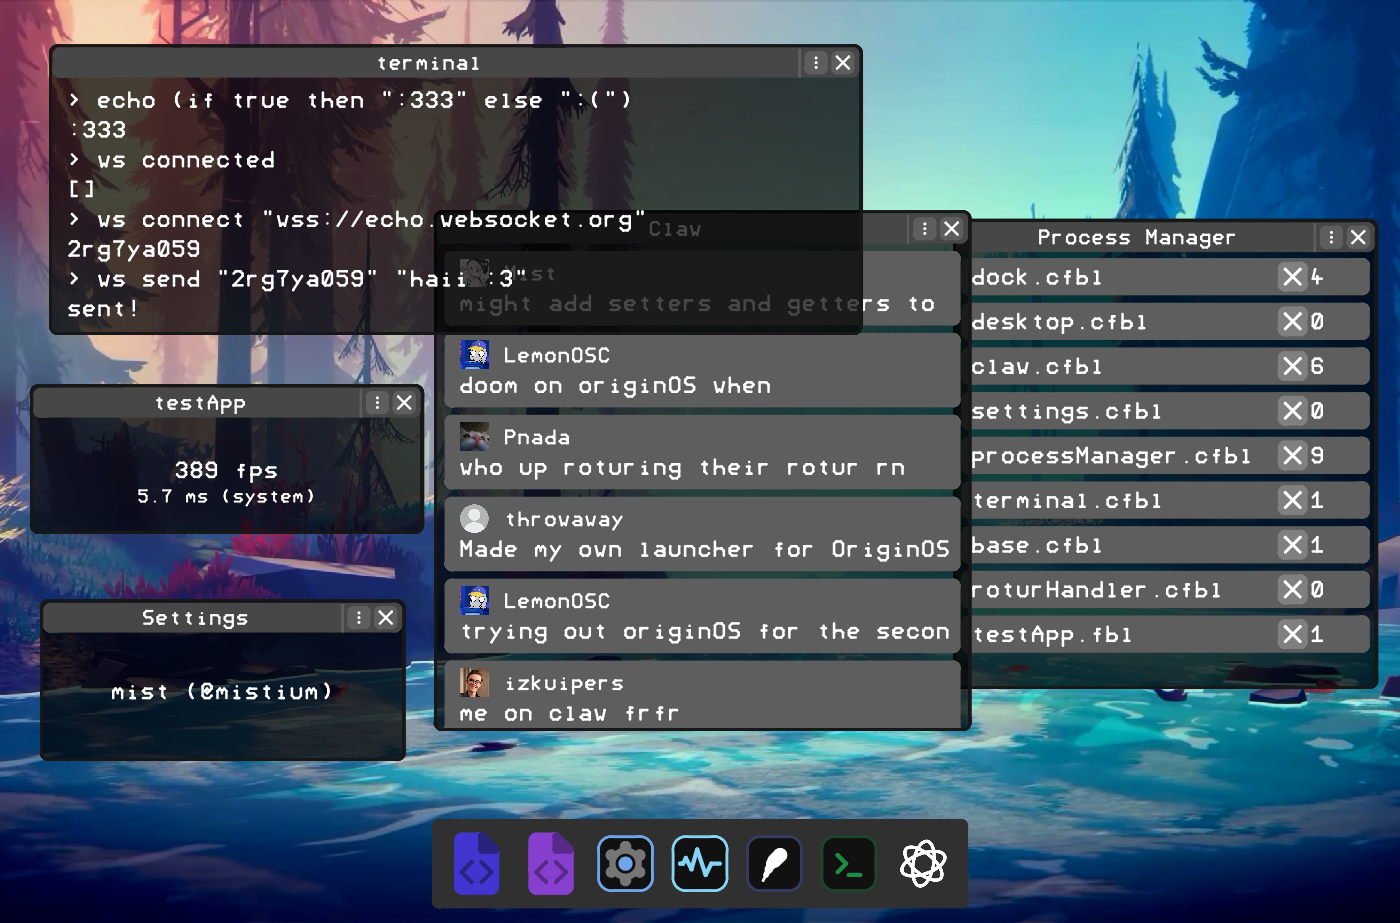 terminal
> echo (if true then ":333" else ":(")
:333
> ws connected
[]
> ws connect "wss://echo.websocket.org"
2rg7ya059
> ws send "2rg7ya059" "haii :3"
sent!
testApp
389 fps
5.7 ms (system)
Settings
mist (@mistium)
Claw
Mist
might add setters and getters to
LemonOSC
doom on originOS when
Pnada
who up roturing their rotur rn
throwaway
Made my own launcher for OriginOS
LemonOSC
trying out originOS for the secon
izkuipers
me on claw frfr
Process Manager
dock.cfbl 4
desktop.cfbl 0
claw.cfbl 6
settings.cfbl 0
processManager.cfbl 9
terminal.cfbl 1
base.cfbl 1
roturHandler.cfbl 0
testApp.fbl 1